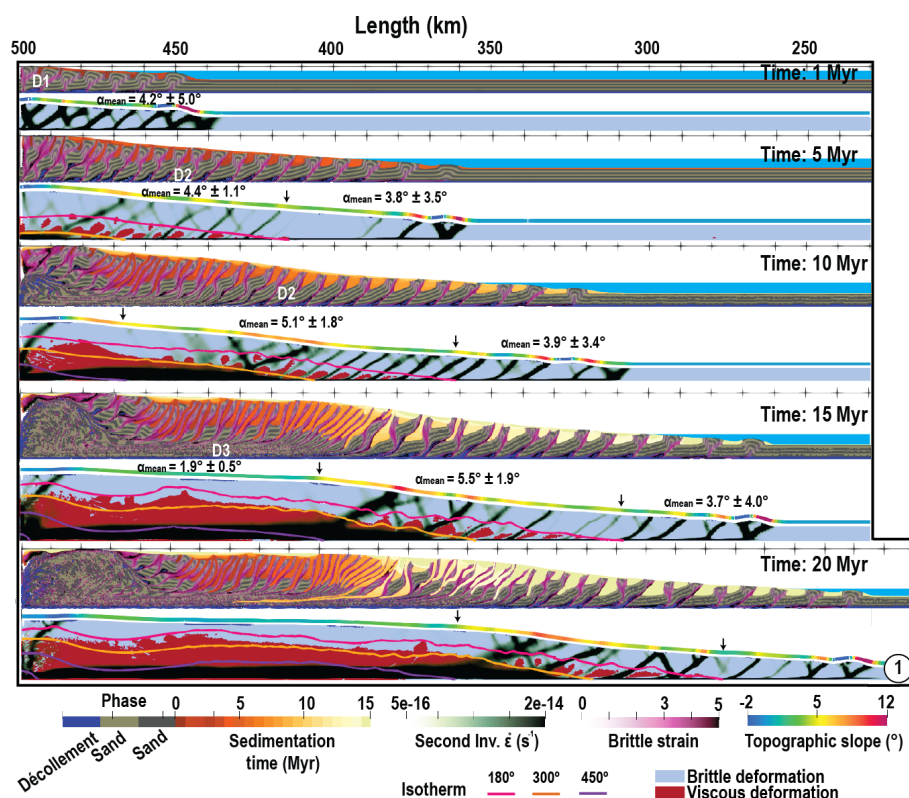 Length (km)
500 450 400 350 300 250
Time: 1 Myr
D1
αmean = 4.2° ± 5.0°
Time: 5 Myr
D2
αmean = 4.4° ± 1.1°
αmean = 3.8° ± 3.5°
Time: 10 Myr
D2
αmean = 5.1° ± 1.8°
αmean = 3.9° ± 3.4°
Time: 15 Myr
D3
αmean = 1.9° ± 0.5°
αmean = 5.5° ± 1.9°
αmean = 3.7° ± 4.0°
Time: 20 Myr
1
Phase
0 5 10 15
5e-16 2e-14
0 3 5
-2 5 12
Décollement
Sand
Sand
Sedimentation
time (Myr)
Second Inv. ε̇ (s⁻¹)
Brittle strain
Topographic slope (°)
Isotherm
180° 300° 450°
Brittle deformation
Viscous deformation